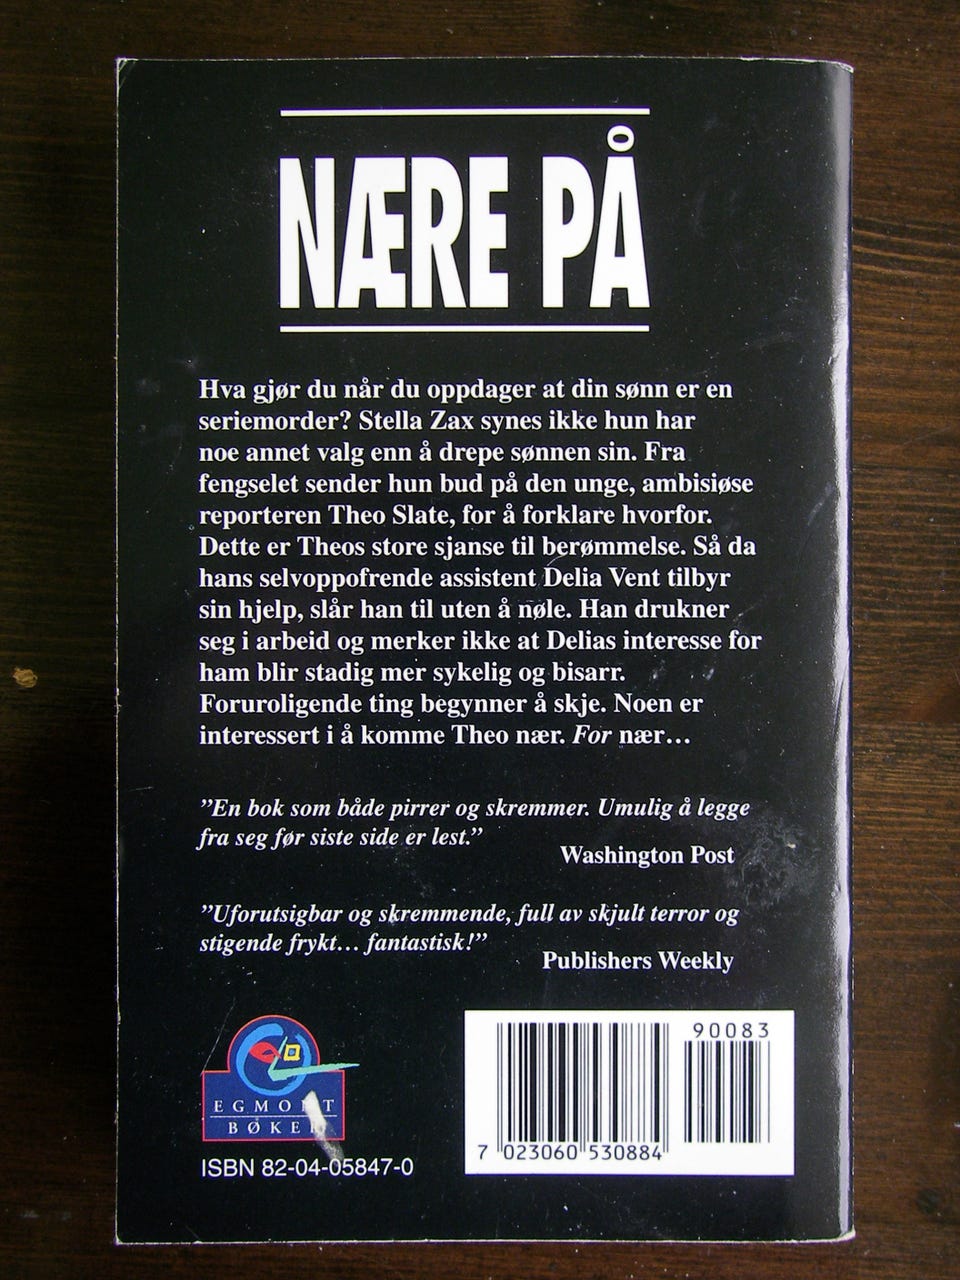 NÆRE PÅ
Hva gjør du når du oppdager at din sønn er en
seriemorder? Stella Zax synes ikke hun har
noe annet valg enn å drepe sønnen sin. Fra
fengselet sender hun bud på den unge, ambisiøse
reporteren Theo Slate, for å forklare hvorfor.
Dette er Theos store sjanse til berømmelse. Så da
hans selvoppofrende assistent Delia Vent tilbyr
sin hjelp, slår han til uten å nøle. Han drukner
seg i arbeid og merker ikke at Delias interesse for
ham blir stadig mer sykelig og bisarr.
Foruroligende ting begynner å skje. Noen er
interessert i å komme Theo nær. For nær…
”En bok som både pirrer og skremmer. Umulig å legge
fra seg før siste side er lest.”
Washington Post
”Uforutsigbar og skremmende, full av skjult terror og
stigende frykt… fantastisk!”
Publishers Weekly
EGMONT
BØKER
ISBN 82-04-05847-0
90083
7 023060 530884